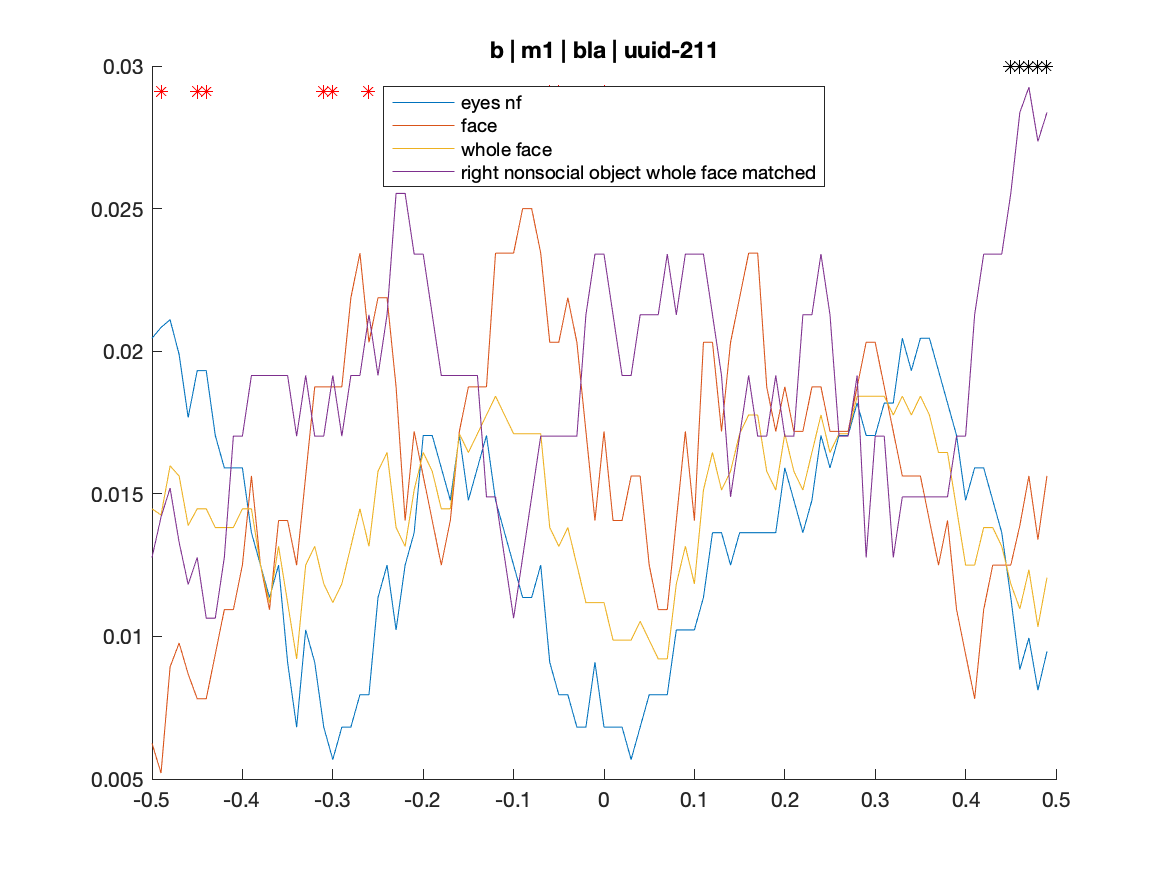 b | m1 | bla | uuid-211
0.03
0.025
0.02
0.015
0.01
0.005
eyes nf
face
whole face
right nonsocial object whole face matched
-0.5 -0.4 -0.3 -0.2 -0.1 0 0.1 0.2 0.3 0.4 0.5